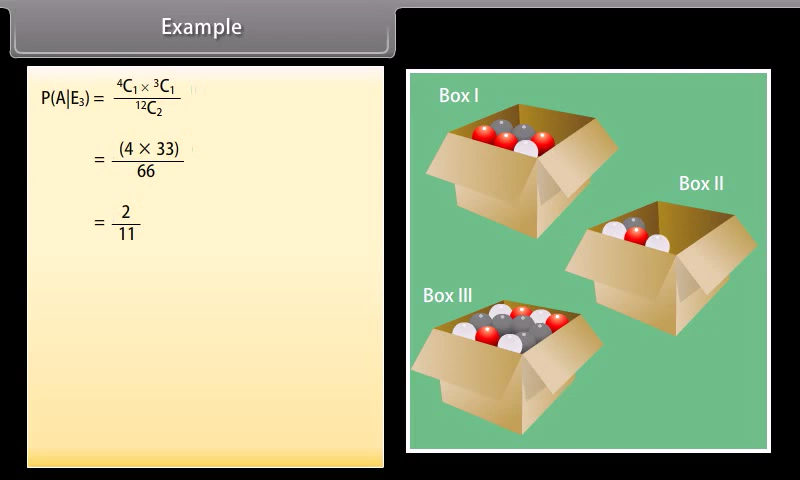 Example
P(A|E₃) = ⁴C₁ × ³C₁ / ¹²C₂
= (4 × 33) / 66
= 2 / 11
Box I
Box II
Box III